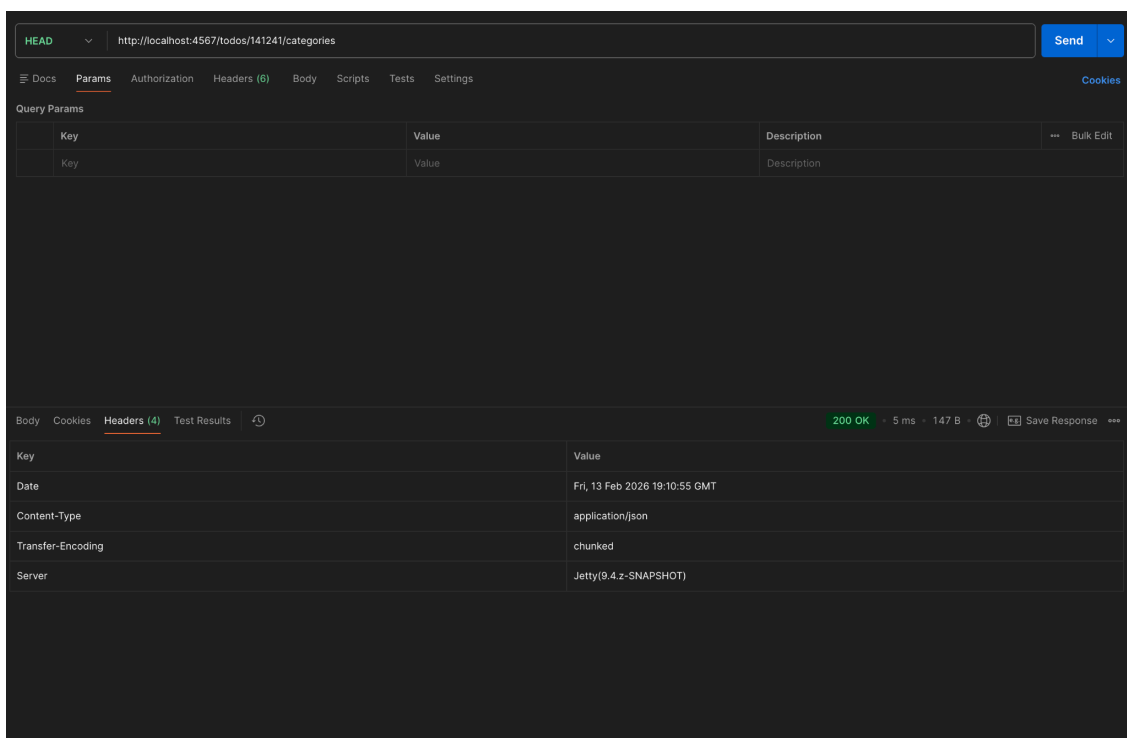 HEAD http://localhost:4567/todos/141241/categories Send
Docs Params Authorization Headers (6) Body Scripts Tests Settings Cookies
Query Params
Key Value Description Bulk Edit
Key Value Description
Body Cookies Headers (4) Test Results 200 OK 5 ms 147 B e.g. Save Response
Key Value
Date Fri, 13 Feb 2026 19:10:55 GMT
Content-Type application/json
Transfer-Encoding chunked
Server Jetty(9.4.z-SNAPSHOT)